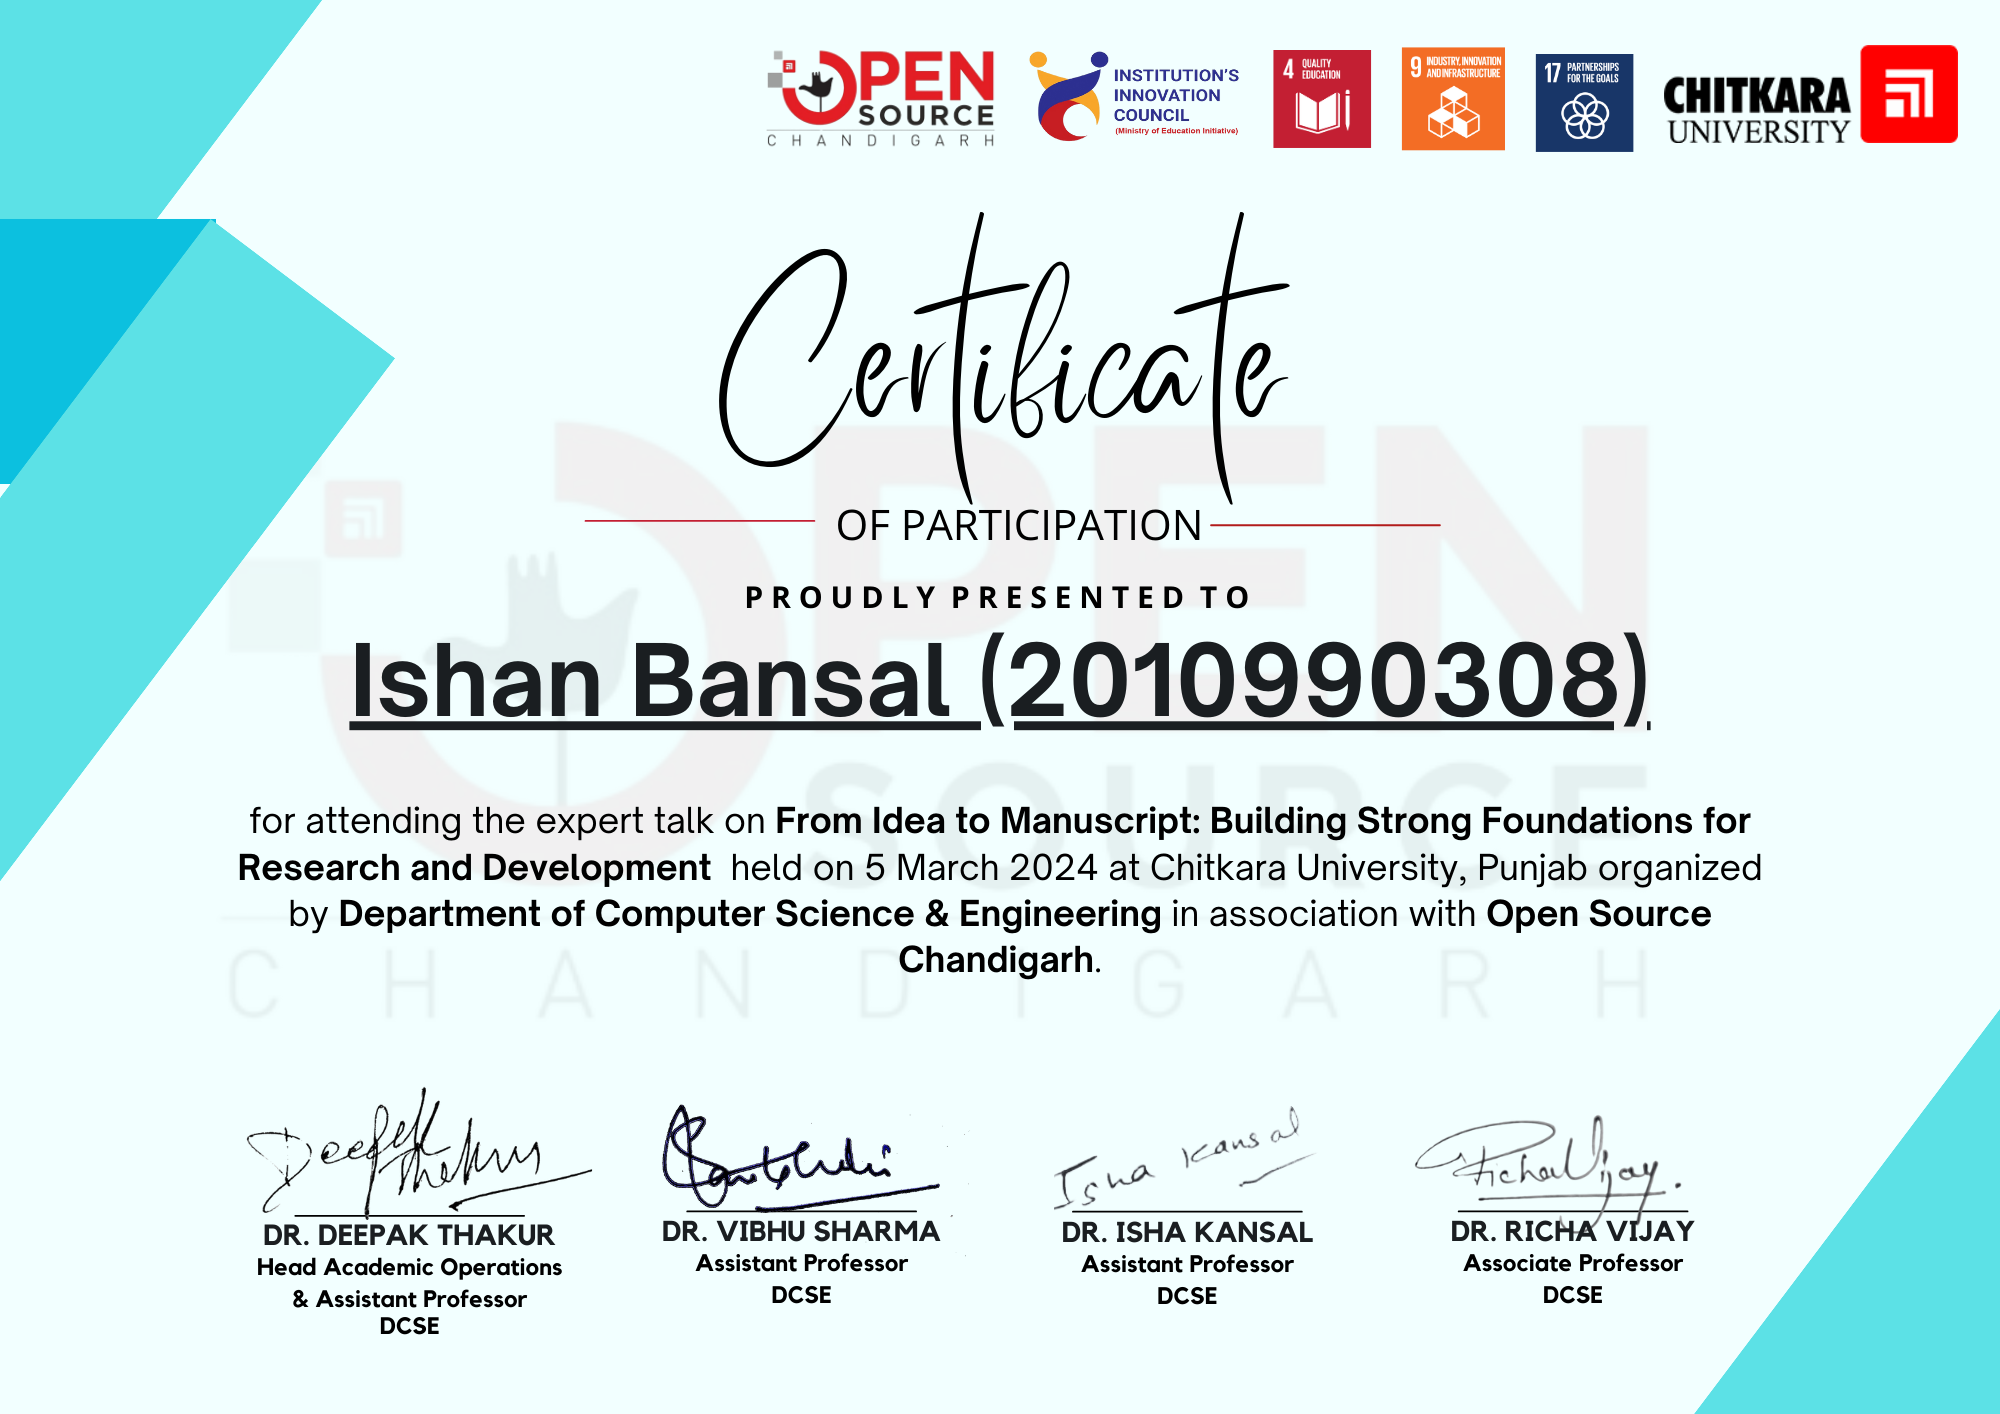 OPEN
SOURCE
CHANDIGARH
INSTITUTION'S
INNOVATION
COUNCIL
(Ministry of Education Initiative)
4 QUALITY
EDUCATION
9 INDUSTRY, INNOVATION
AND INFRASTRUCTURE
17 PARTNERSHIPS
FOR THE GOALS
CHITKARA
UNIVERSITY
Certificate
OF PARTICIPATION
PROUDLY PRESENTED TO
Ishan Bansal (2010990308)
for attending the expert talk on From Idea to Manuscript: Building Strong Foundations for
Research and Development held on 5 March 2024 at Chitkara University, Punjab organized
by Department of Computer Science & Engineering in association with Open Source
Chandigarh.
OPEN
SOURCE
CHANDIGARH
Deepak Thakur
Isha Kansal
Richa Vijay.
DR. DEEPAK THAKUR
Head Academic Operations
& Assistant Professor
DCSE
DR. VIBHU SHARMA
Assistant Professor
DCSE
DR. ISHA KANSAL
Assistant Professor
DCSE
DR. RICHA VIJAY
Associate Professor
DCSE